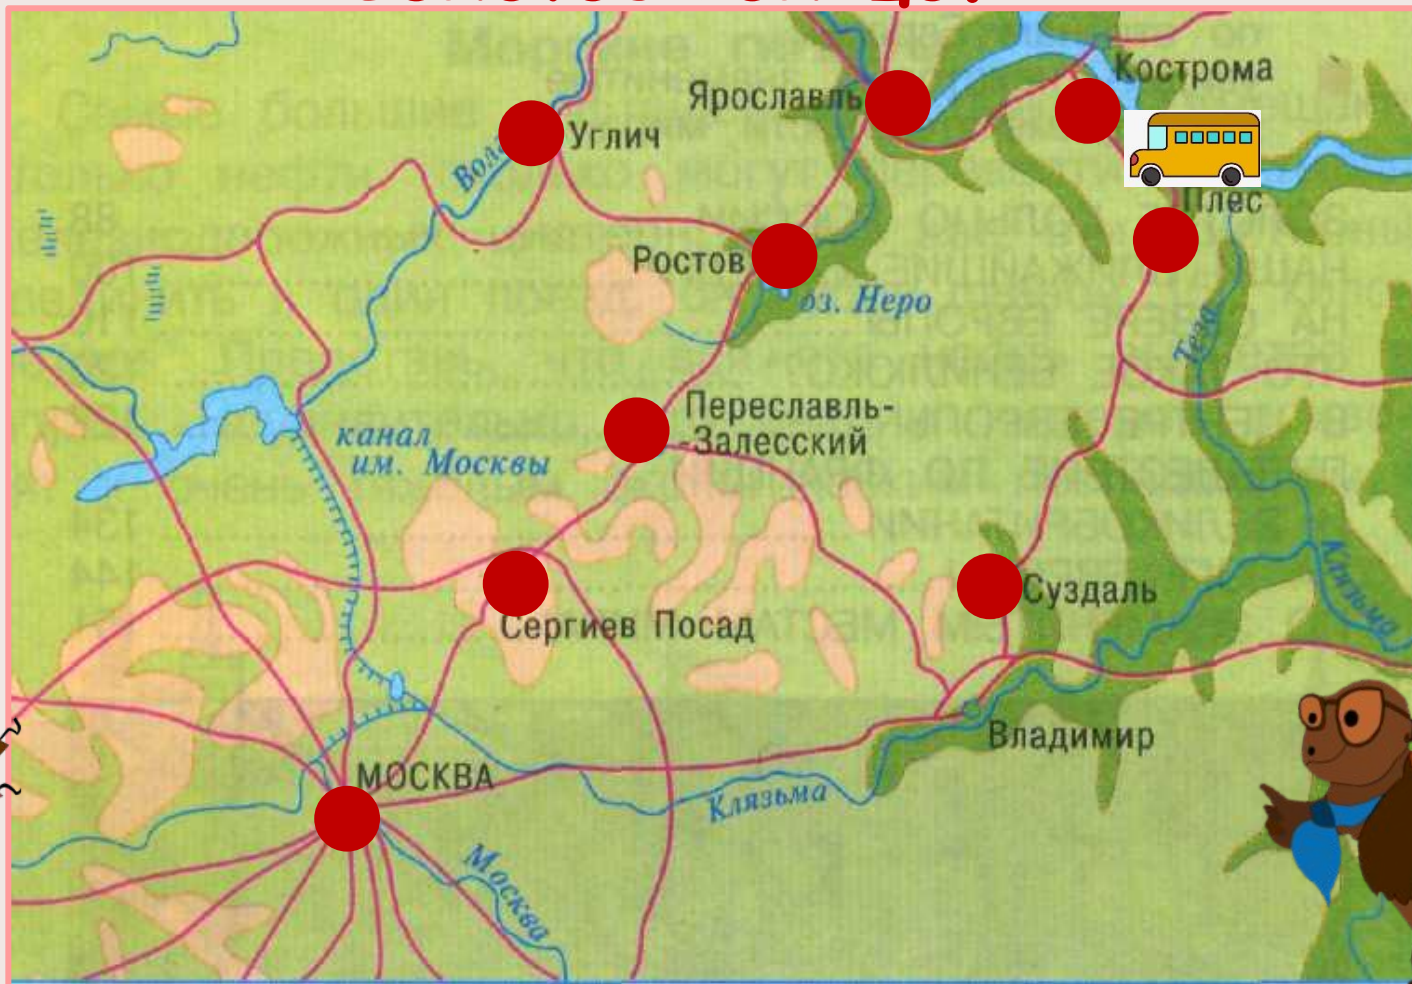 Кострома
Ярославль
Углич
Плес
Ростов
оз. Неро
Теза
Переславль-
-Залесский
канал
им. Москвы
Клязьма
Суздаль
Сергиев Посад
Владимир
МОСКВА
Клязьма
Москва